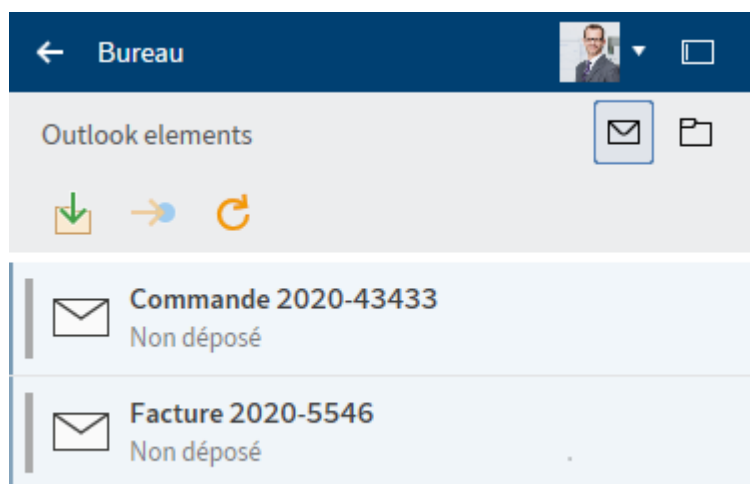 Bureau
Outlook elements
Commande 2020-43433
Non déposé
Facture 2020-5546
Non déposé